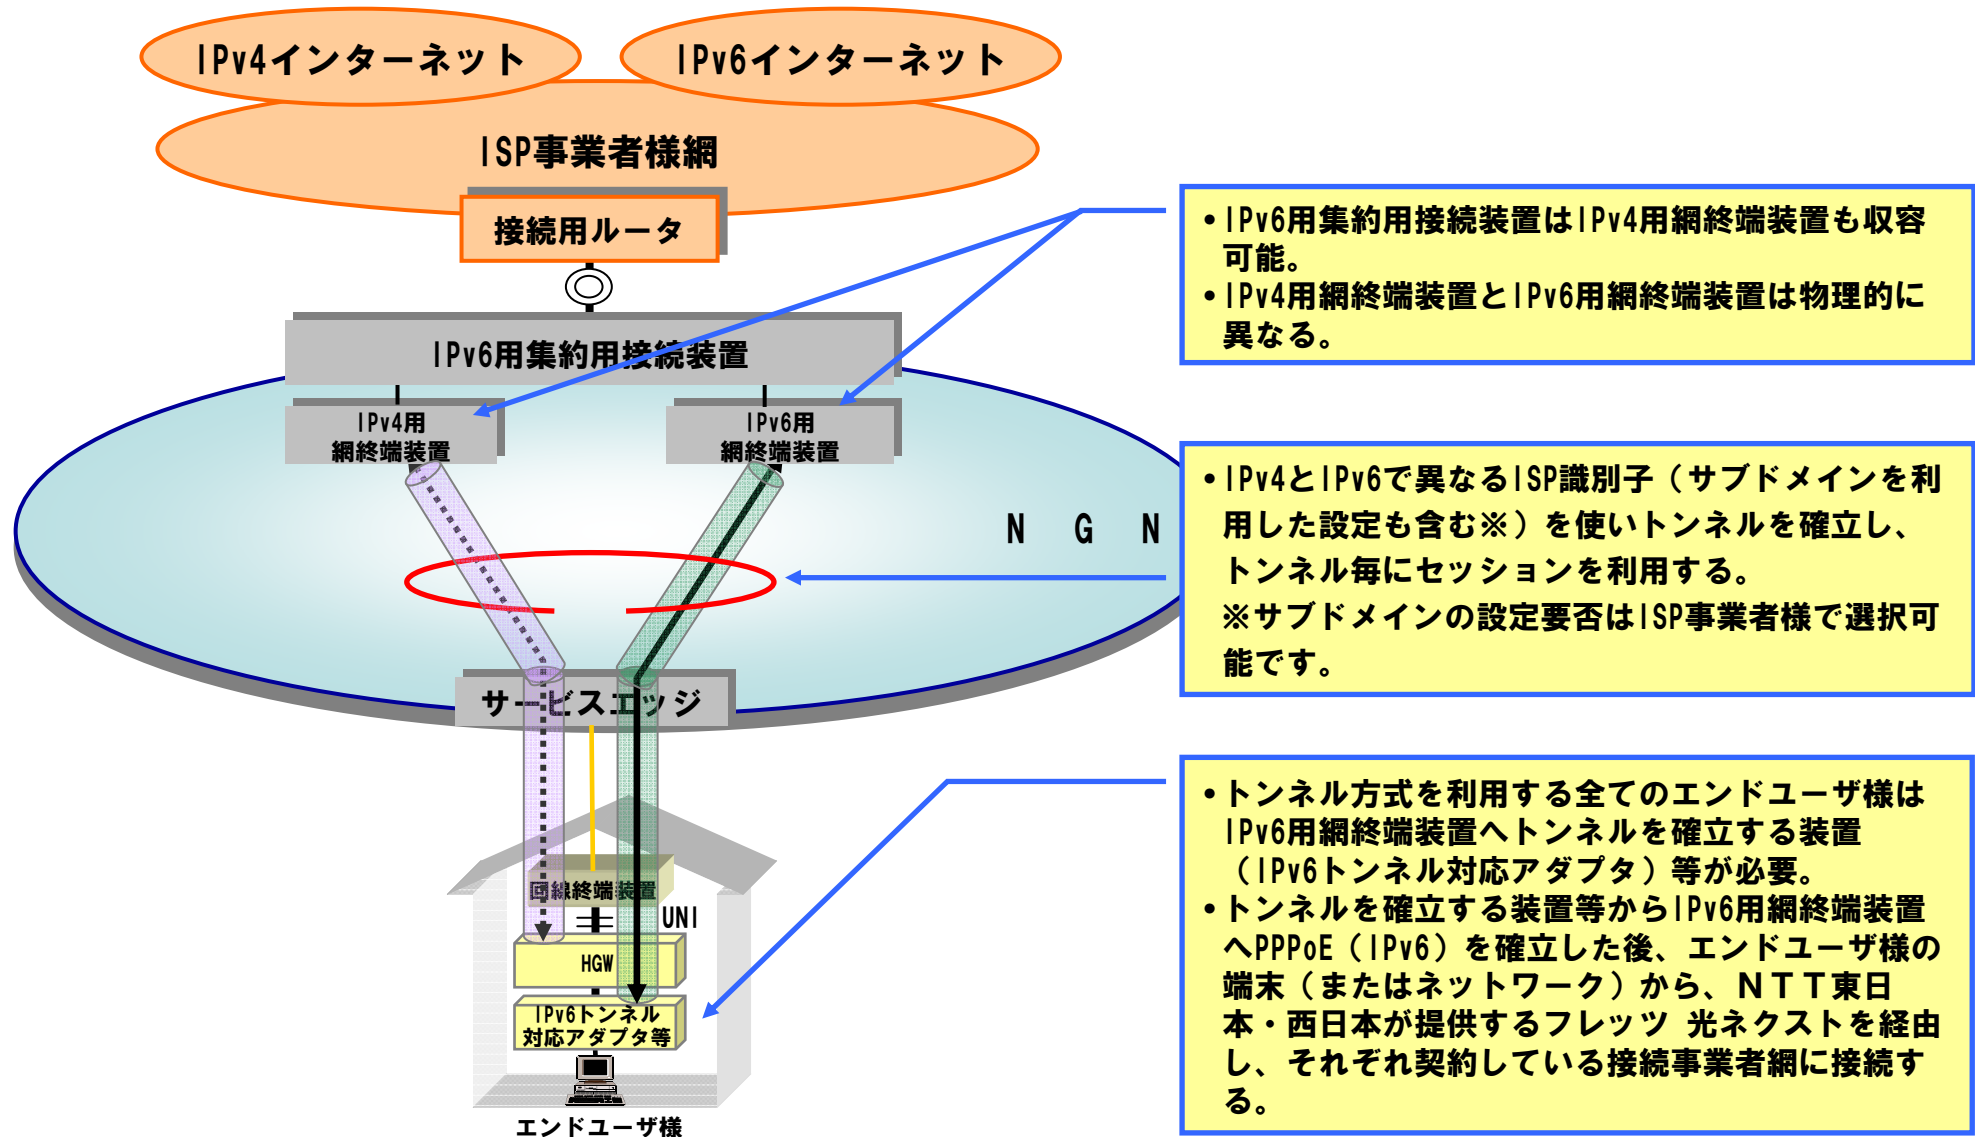 IPv4インターネット
IPv6インターネット
ISP事業者様網
接続用ルータ
IPv6用集約用接続装置
IPv4用
網終端装置
IPv6用
網終端装置
N G N
サービスエッジ
回線終端装置
UNI
HGW
IPv6トンネル
対応アダプタ等
エンドユーザ様
•IPv6用集約用接続装置はIPv4用網終端装置も収容
可能。
•IPv4用網終端装置とIPv6用網終端装置は物理的に
異なる。
•IPv4とIPv6で異なるISP識別子（サブドメインを利
用した設定も含む※）を使いトンネルを確立し、
トンネル毎にセッションを利用する。
※サブドメインの設定要否はISP事業者様で選択可
能です。
•トンネル方式を利用する全てのエンドユーザ様は
IPv6用網終端装置へトンネルを確立する装置
（IPv6トンネル対応アダプタ）等が必要。
•トンネルを確立する装置等からIPv6用網終端装置
へPPPoE（IPv6）を確立した後、エンドユーザ様の
端末（またはネットワーク）から、ＮＴＴ東日
本・西日本が提供するフレッツ 光ネクストを経由
し、それぞれ契約している接続事業者網に接続す
る。